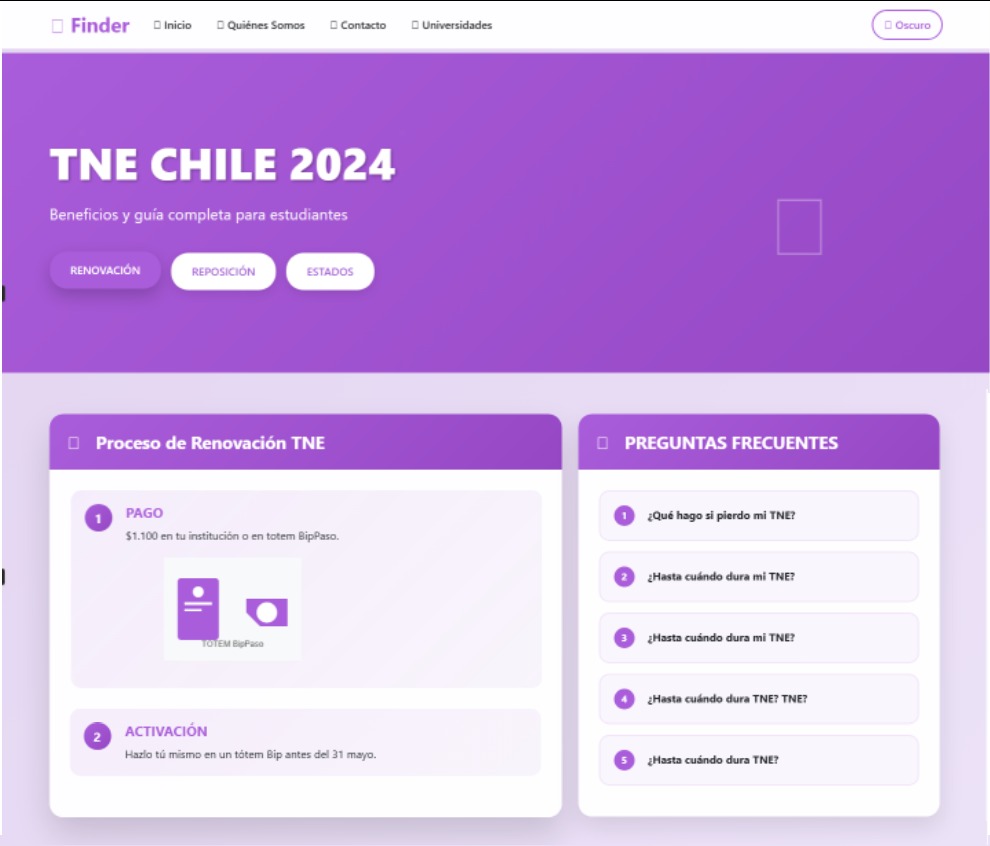 Finder
Inicio
Quiénes Somos
Contacto
Universidades
Oscuro
TNE CHILE 2024
Beneficios y guía completa para estudiantes
RENOVACIÓN
REPOSICIÓN
ESTADOS
Proceso de Renovación TNE
1
PAGO
$1.100 en tu institución o en totem BipPaso.
TOTEM BipPaso
2
ACTIVACIÓN
Hazlo tú mismo en un tótem Bip antes del 31 mayo.
PREGUNTAS FRECUENTES
1 ¿Qué hago si pierdo mi TNE?
2 ¿Hasta cuándo dura mi TNE?
3 ¿Hasta cuándo dura mi TNE?
4 ¿Hasta cuándo dura TNE? TNE?
5 ¿Hasta cuándo dura TNE?